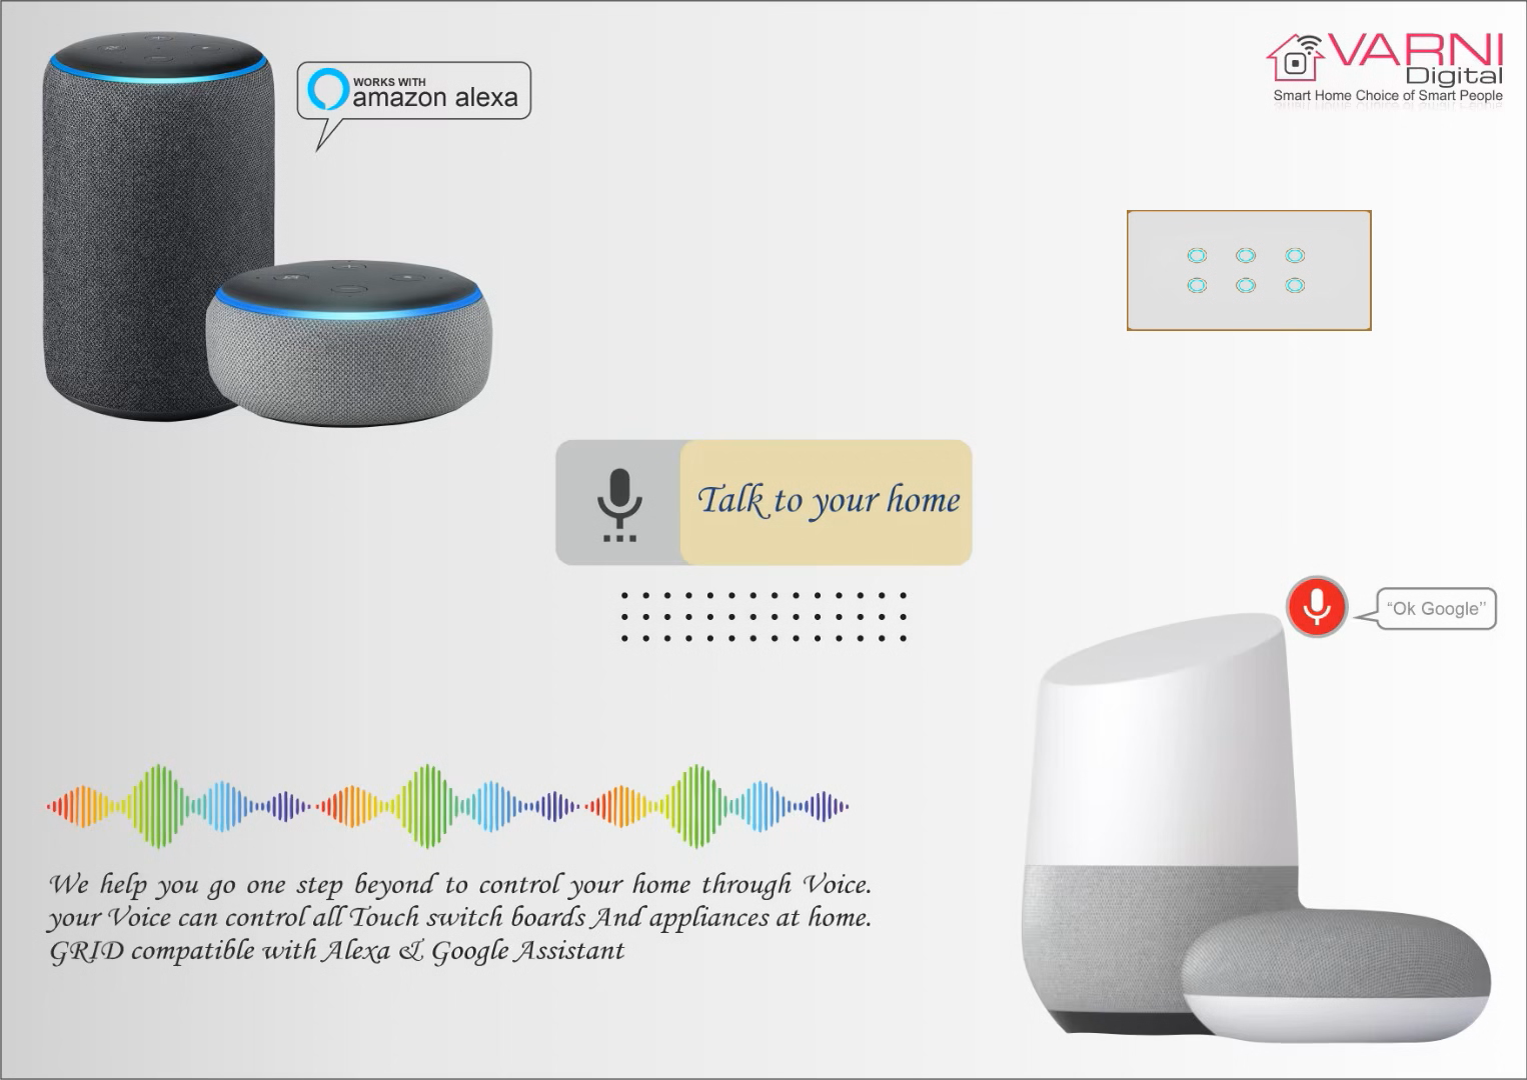 WORKS WITH
amazon alexa
VARNI
Digital
Smart Home Choice of Smart People
Talk to your home
“Ok Google’’
We help you go one step beyond to control your home through Voice.
your Voice can control all Touch switch boards And appliances at home.
GRID compatible with Alexa & Google Assistant